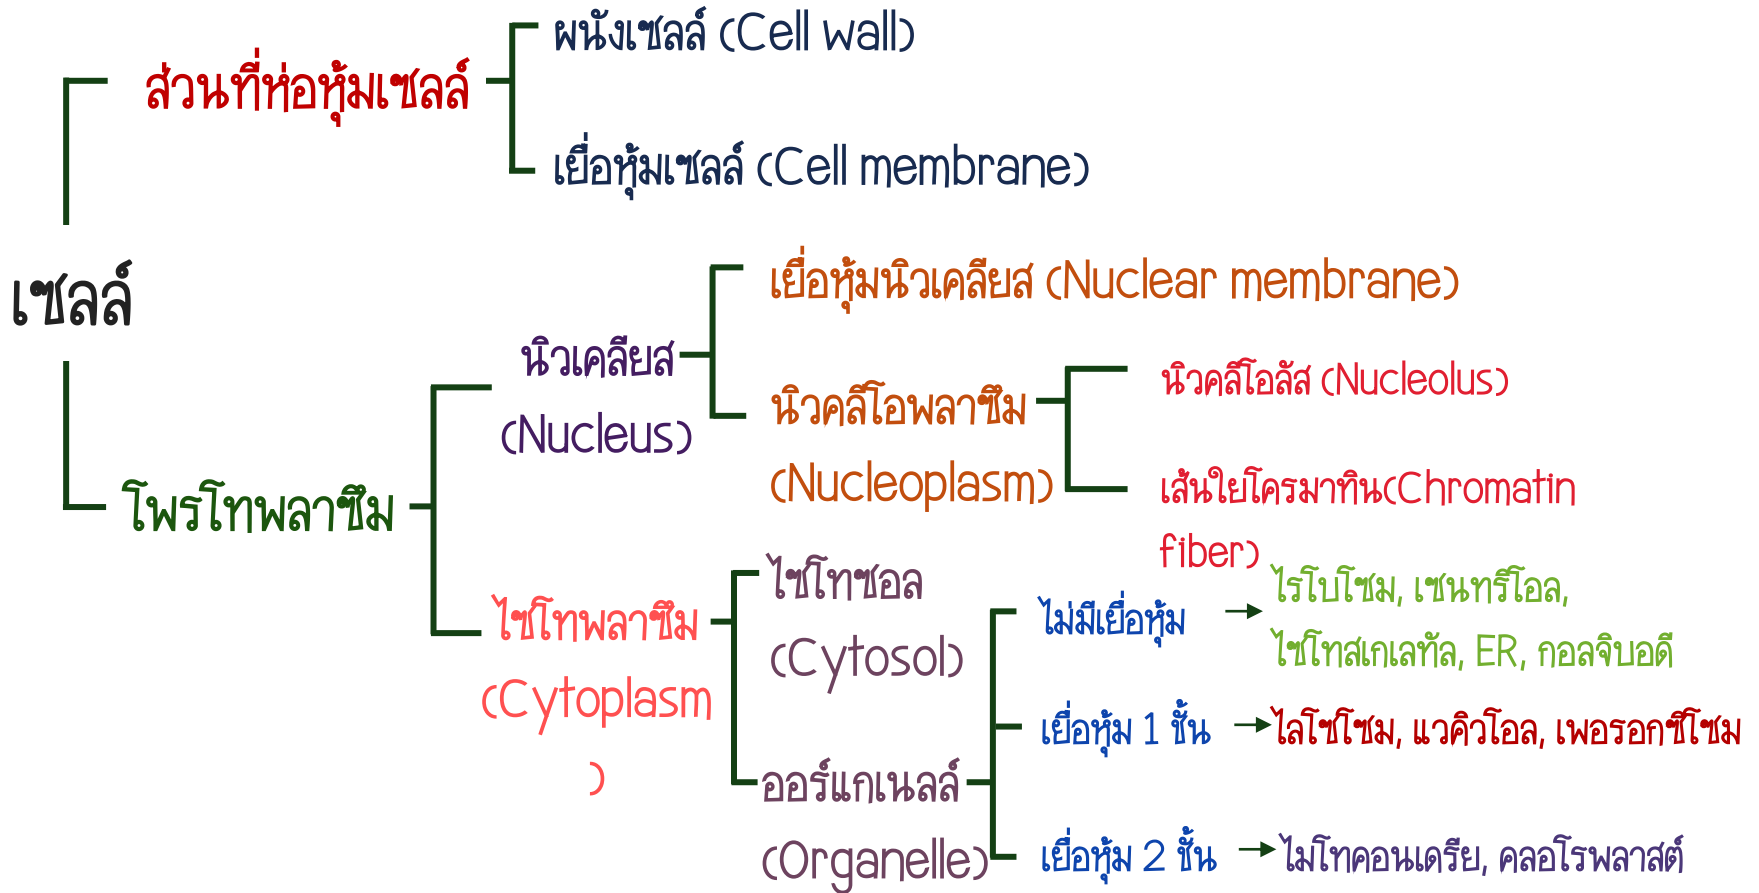 เซลล์
ส่วนที่ห่อหุ้มเซลล์
ผนังเซลล์ (Cell wall)
เยื่อหุ้มเซลล์ (Cell membrane)
โพรโทพลาซึม
นิวเคลียส
(Nucleus)
เยื่อหุ้มนิวเคลียส (Nuclear membrane)
นิวคลีโอพลาซึม
(Nucleoplasm)
นิวคลีโอลัส (Nucleolus)
เส้นใยโครมาทิน(Chromatin
fiber)
ไซโทพลาซึม
(Cytoplasm
)
ไซโทซอล
(Cytosol)
ออร์แกเนลล์
(Organelle)
ไม่มีเยื่อหุ้ม
ไรโบโซม, เซนทริโอล,
ไซโทสเกเลทัล, ER, กอลจิบอดี
เยื่อหุ้ม 1 ชั้น
ไลโซโซม, แวคิวโอล, เพอรอกซิโซม
เยื่อหุ้ม 2 ชั้น
ไมโทคอนเดรีย, คลอโรพลาสต์